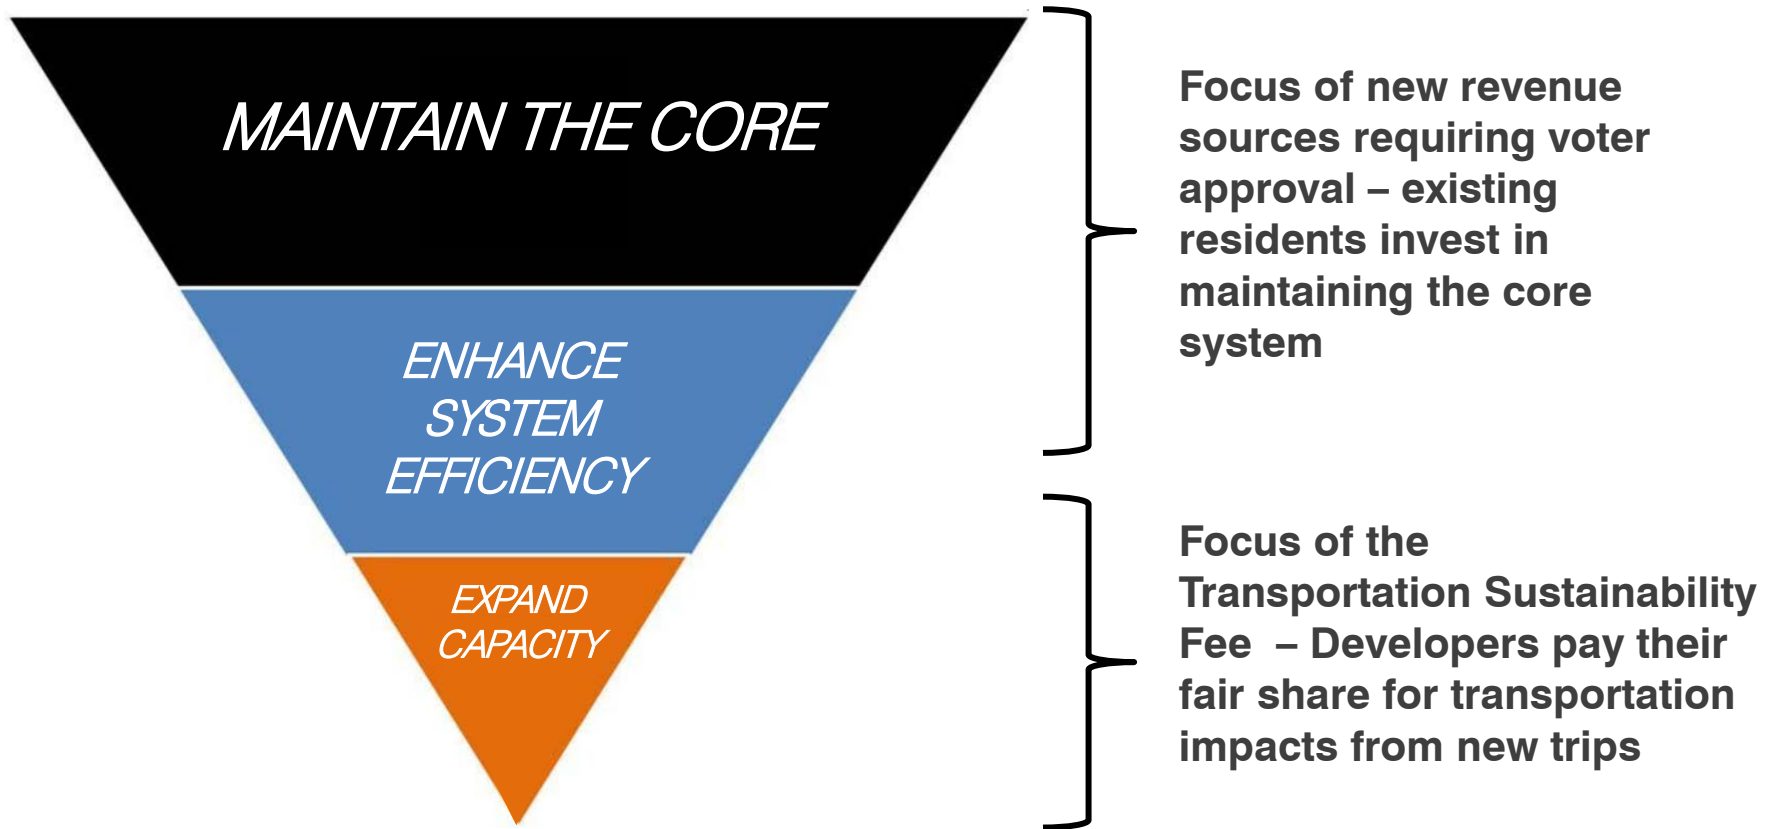 MAINTAIN THE CORE
ENHANCE
SYSTEM
EFFICIENCY
EXPAND
CAPACITY
Focus of new revenue
sources requiring voter
approval – existing
residents invest in
maintaining the core
system
Focus of the
Transportation Sustainability
Fee  – Developers pay their
fair share for transportation
impacts from new trips